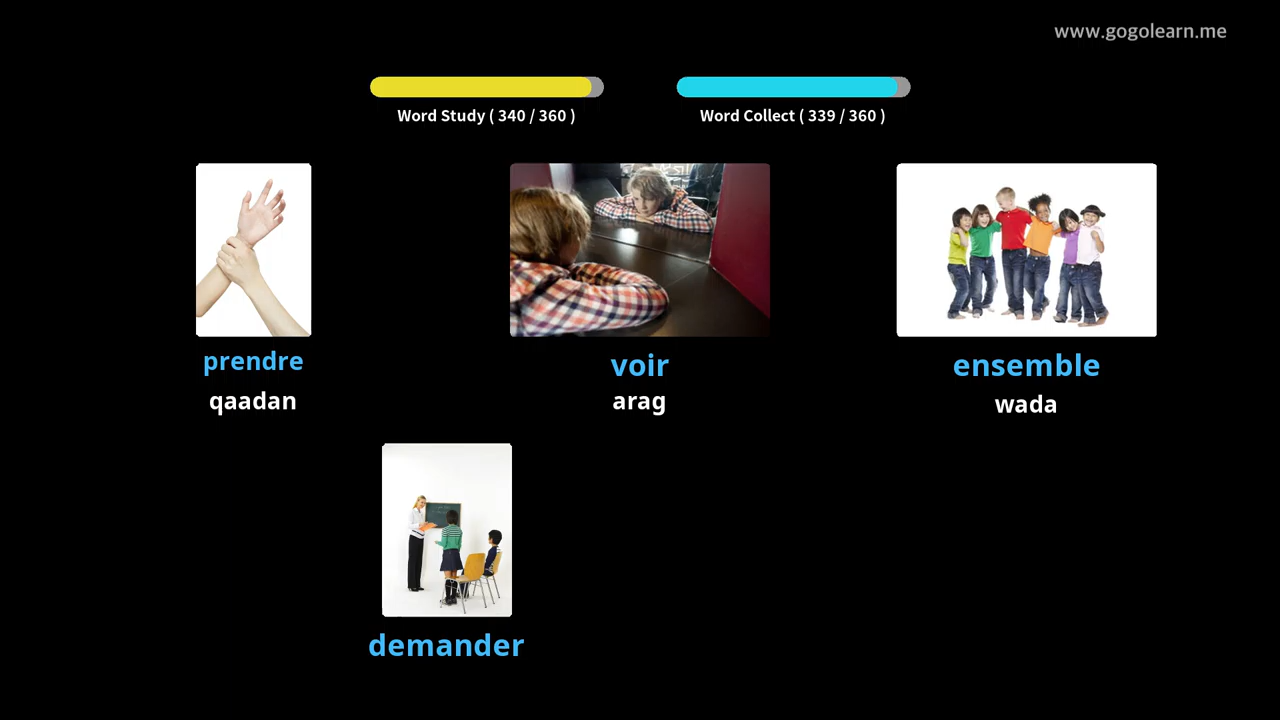 www.gogolearn.me
Word Study ( 340 / 360 )
Word Collect ( 339 / 360 )
prendre
qaadan
voir
arag
ensemble
wada
demander